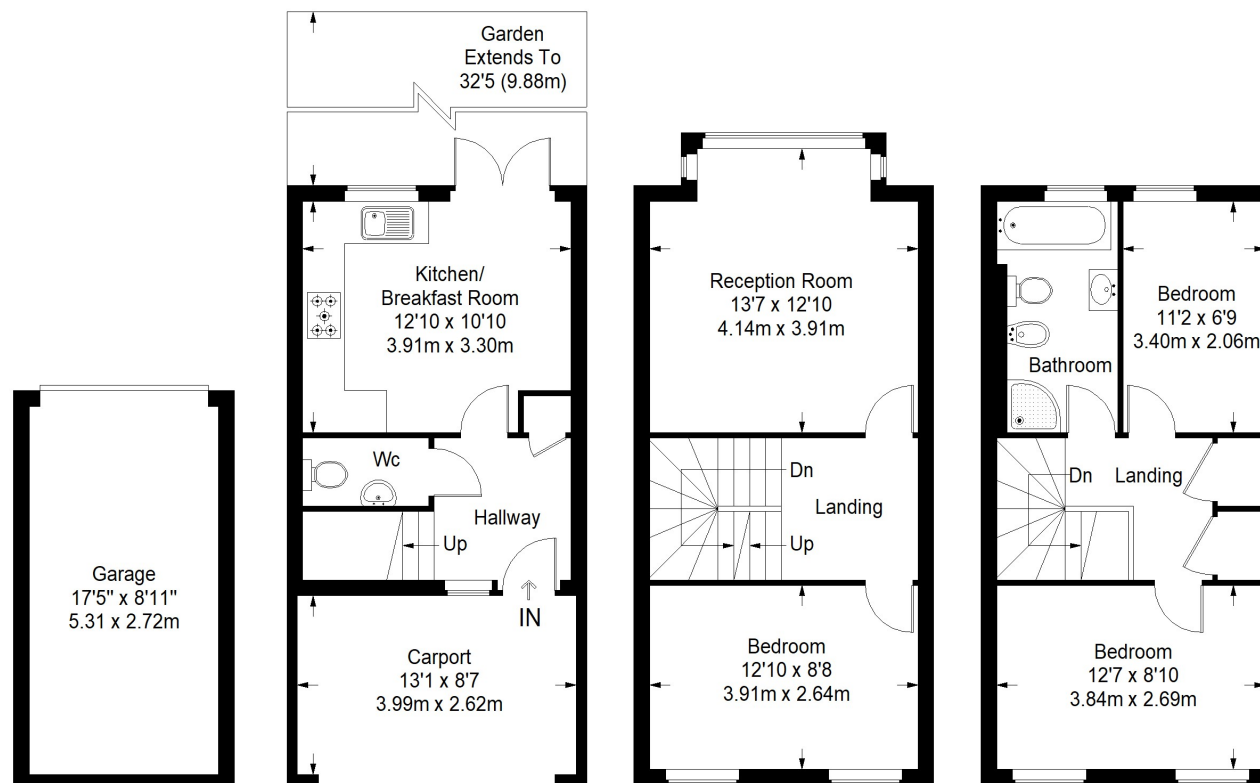 Garden
Extends To
32'5 (9.88m)
Kitchen/
Breakfast Room
12'10 x 10'10
3.91m x 3.30m
Wc
Hallway
Up
IN
Carport
13'1 x 8'7
3.99m x 2.62m
Garage
17'5" x 8'11"
5.31 x 2.72m
Reception Room
13'7 x 12'10
4.14m x 3.91m
Dn
Landing
Up
Bedroom
12'10 x 8'8
3.91m x 2.64m
Bedroom
11'2 x 6'9
3.40m x 2.06m
Bathroom
Dn
Landing
Bedroom
12'7 x 8'10
3.84m x 2.69m